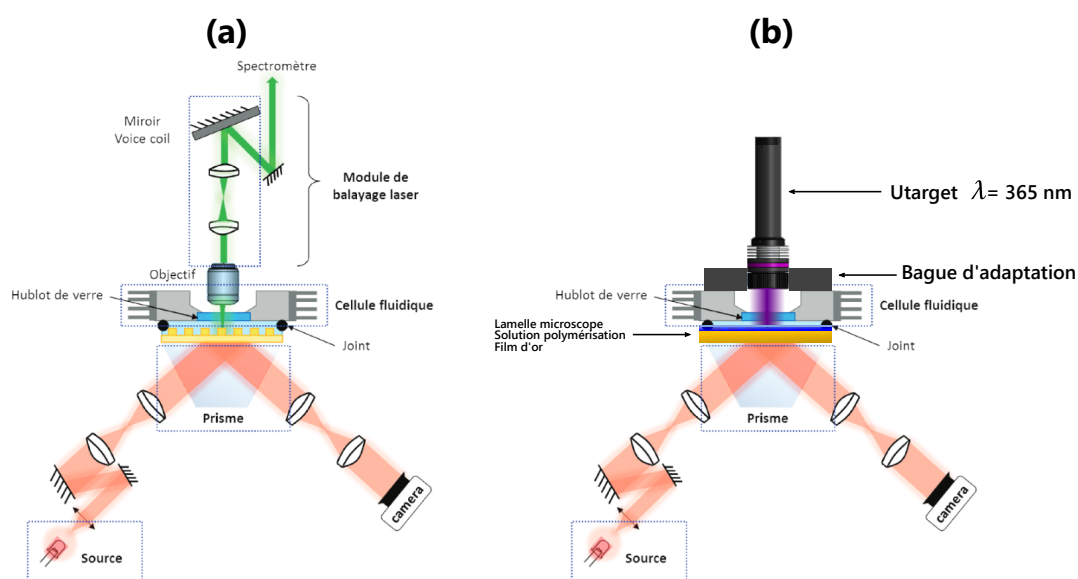 (a)
Spectromètre
Miroir
Voice coil
Module de
balayage laser
Objectif
Hublot de verre
Cellule fluidique
Joint
Prisme
camera
Source
(b)
Utarget λ= 365 nm
Bague d'adaptation
Hublot de verre
Cellule fluidique
Lamelle microscope
Solution polymérisation
Film d'or
Joint
Prisme
camera
Source